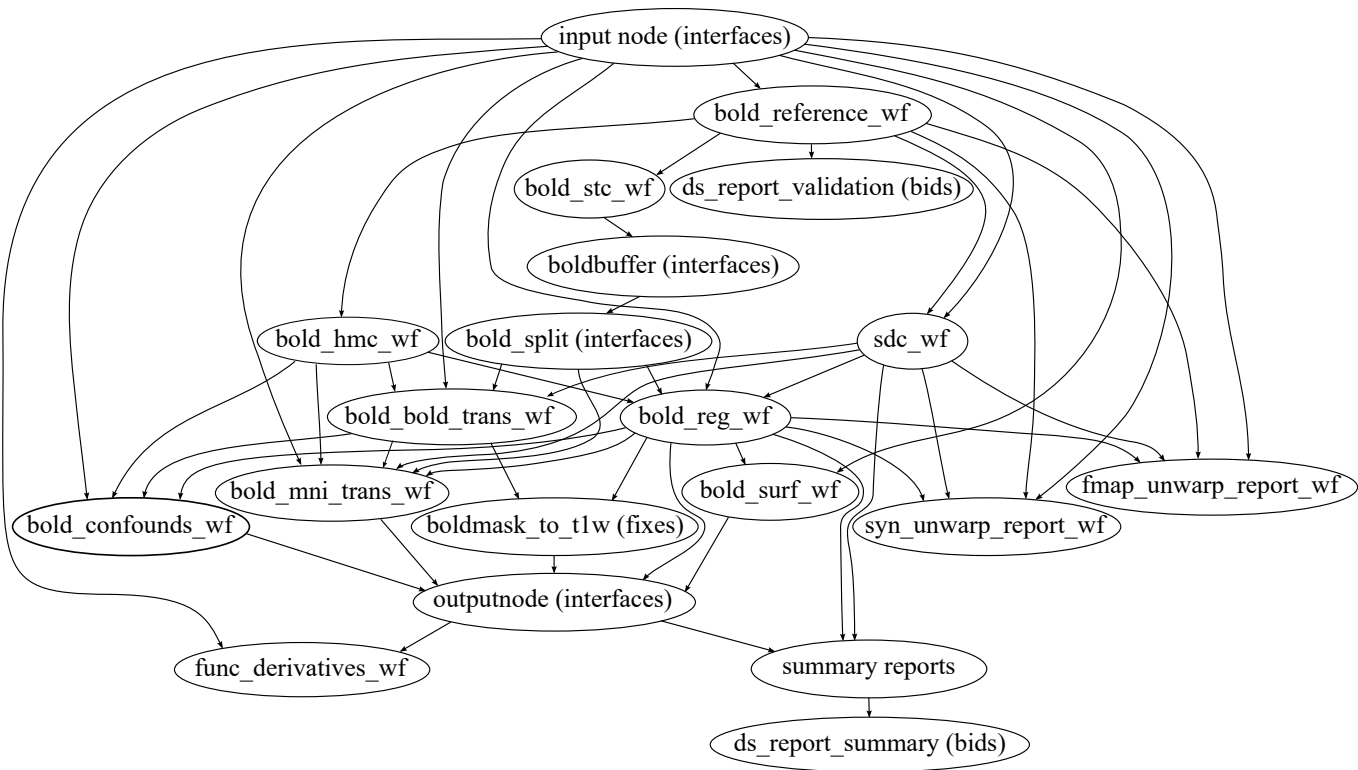 input node (interfaces)
bold_reference_wf
bold_stc_wf
ds_report_validation (bids)
boldbuffer (interfaces)
bold_hmc_wf
bold_split (interfaces)
sdc_wf
bold_bold_trans_wf
bold_reg_wf
bold_mni_trans_wf
bold_surf_wf
fmap_unwarp_report_wf
bold_confounds_wf
boldmask_to_t1w (fixes)
syn_unwarp_report_wf
outputnode (interfaces)
func_derivatives_wf
summary reports
ds_report_summary (bids)